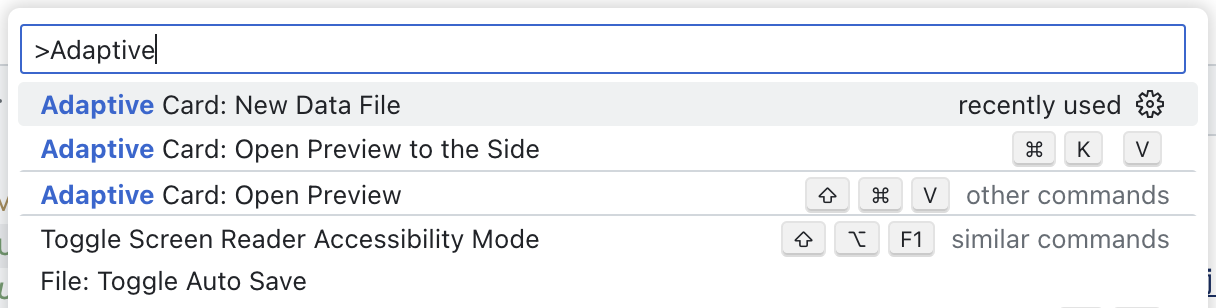 >Adaptive
Adaptive Card: New Data File recently used
Adaptive Card: Open Preview to the Side ⌘ K V
Adaptive Card: Open Preview ⇧ ⌘ V other commands
Toggle Screen Reader Accessibility Mode ⇧ ⌥ F1 similar commands
File: Toggle Auto Save